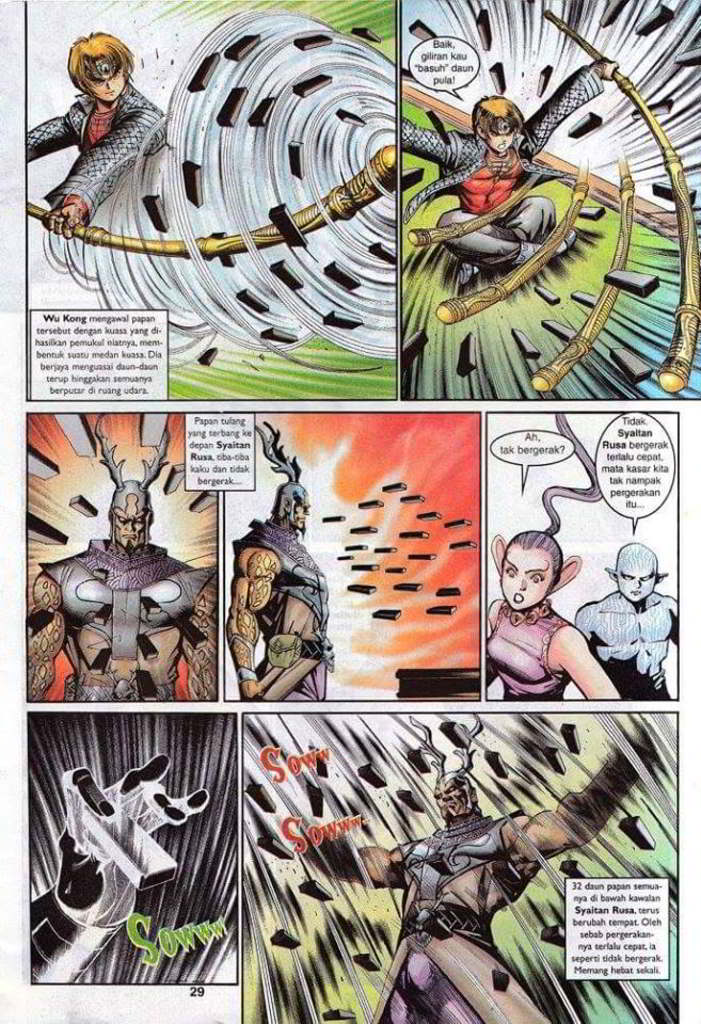 Wu Kong mengawal papan
tersebut dengan kuasa yang di-
hasilkan pemukul niatnya, mem-
bentuk suatu medan kuasa. Dia
berjaya menguasai daun-daun
terup hinggakan semuanya
berputar di ruang udara.
Baik,
giliran kau
"basuh" daun
pula!
Papan tulang
yang terbang ke
depan Syaitan
Rusa, tiba-tiba
kaku dan tidak
bergerak....
Ah,
tak bergerak?
Tidak.
Syaitan
Rusa bergerak
terlalu cepat,
mata kasar kita
tak nampak
pergerakan
itu...
Sowww
Soww
Sowww..
32 daun papan semua-
nya di bawah kawalan
Syaitan Rusa, terus
berubah tempat. Oleh
sebab pergerakan-
nya terlalu cepat, ia
seperti tidak bergerak.
Memang hebat sekali.
29